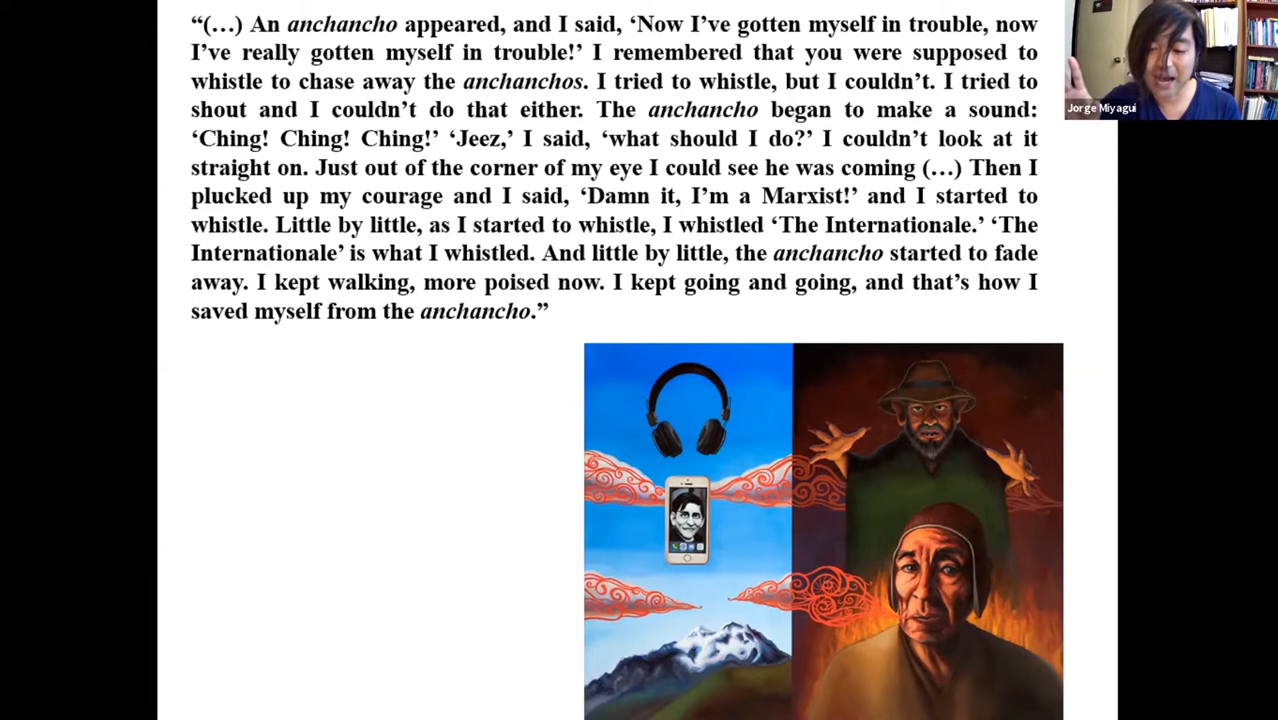 “(…) An anchancho appeared, and I said, ‘Now I’ve gotten myself in trouble, now
I’ve really gotten myself in trouble!’ I remembered that you were supposed to
whistle to chase away the anchanchos. I tried to whistle, but I couldn’t. I tried to
shout and I couldn’t do that either. The anchancho began to make a sound:
‘Ching! Ching! Ching!’ ‘Jeez,’ I said, ‘what should I do?’ I couldn’t look at it
straight on. Just out of the corner of my eye I could see he was coming (…) Then I
plucked up my courage and I said, ‘Damn it, I’m a Marxist!’ and I started to
whistle. Little by little, as I started to whistle, I whistled ‘The Internationale.’ ‘The
Internationale’ is what I whistled. And little by little, the anchancho started to fade
away. I kept walking, more poised now. I kept going and going, and that’s how I
saved myself from the anchancho.”
Jorge Miyagui